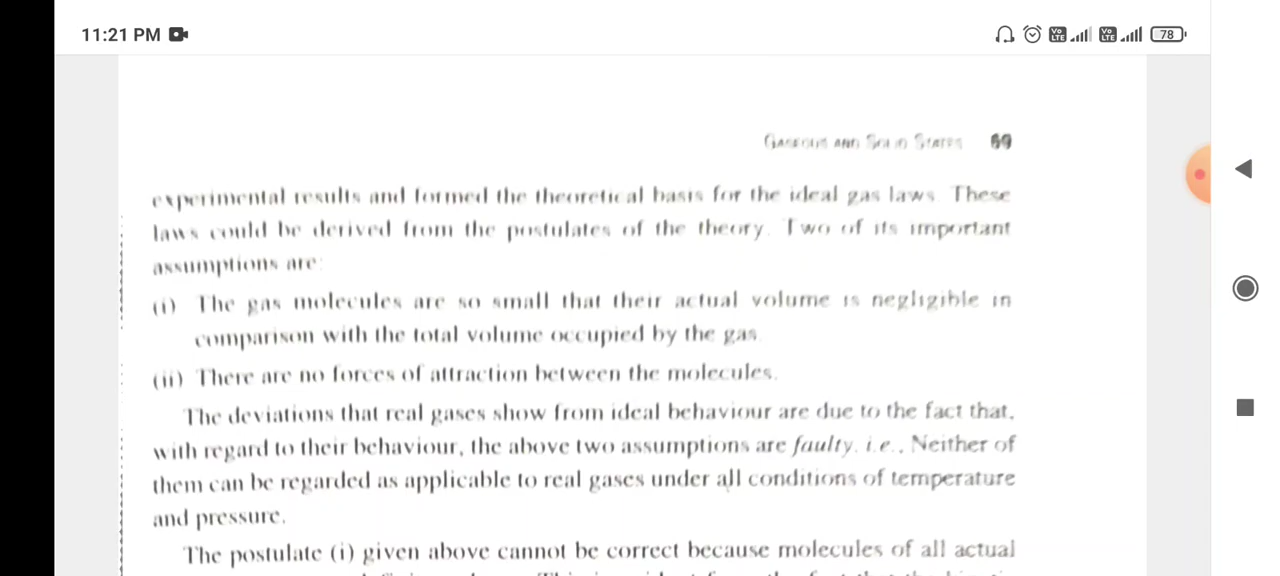 11:21 PM
Vo LTE Vo LTE 78
GASEOUS AND SOLID STATES 69
experimental results and formed the theoretical basis for the ideal gas laws. These
laws could be derived from the postulates of the theory. Two of its important
assumptions are:
(i) The gas molecules are so small that their actual volume is negligible in
comparison with the total volume occupied by the gas.
(ii) There are no forces of attraction between the molecules.
The deviations that real gases show from ideal behaviour are due to the fact that,
with regard to their behaviour, the above two assumptions are faulty. i.e., Neither of
them can be regarded as applicable to real gases under all conditions of temperature
and pressure.
The postulate (i) given above cannot be correct because molecules of all actual